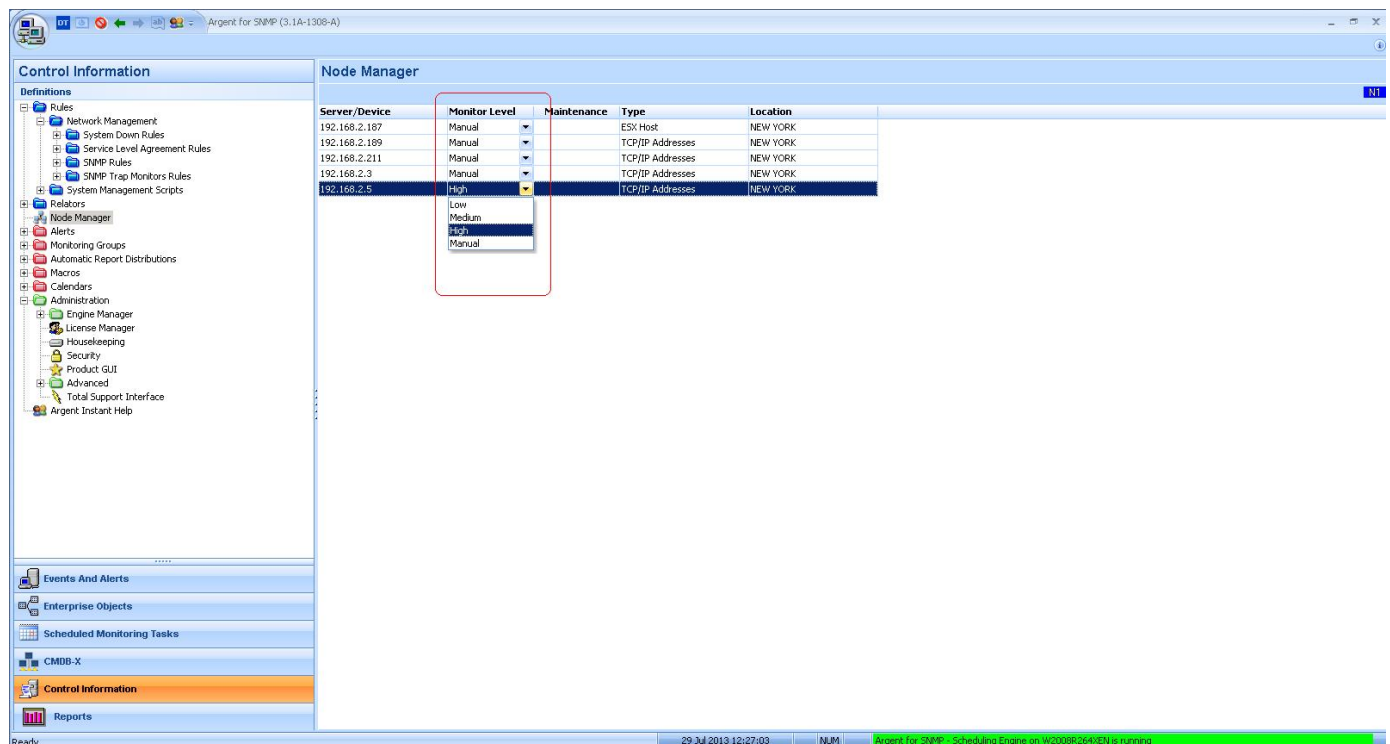 DT
ab
Argent for SNMP (3.1A-1308-A)
Control Information
Definitions
Rules
Network Management
System Down Rules
Service Level Agreement Rules
SNMP Rules
SNMP Trap Monitors Rules
System Management Scripts
Relators
Node Manager
Alerts
Monitoring Groups
Automatic Report Distributions
Macros
Calendars
Administration
Engine Manager
License Manager
Housekeeping
Security
Product GUI
Advanced
Total Support Interface
Argent Instant Help
Events And Alerts
Enterprise Objects
Scheduled Monitoring Tasks
CMDB-X
Control Information
Reports
Node Manager
N1
Server/Device Monitor Level Maintenance Type Location
192.168.2.187 Manual ESX Host NEW YORK
192.168.2.189 Manual TCP/IP Addresses NEW YORK
192.168.2.211 Manual TCP/IP Addresses NEW YORK
192.168.2.3 Manual TCP/IP Addresses NEW YORK
192.168.2.5 High TCP/IP Addresses NEW YORK
Low
Medium
High
Manual
Ready 29 Jul 2013 12:27:03 NUM Argent for SNMP - Scheduling Engine on W2008R264XEN is running